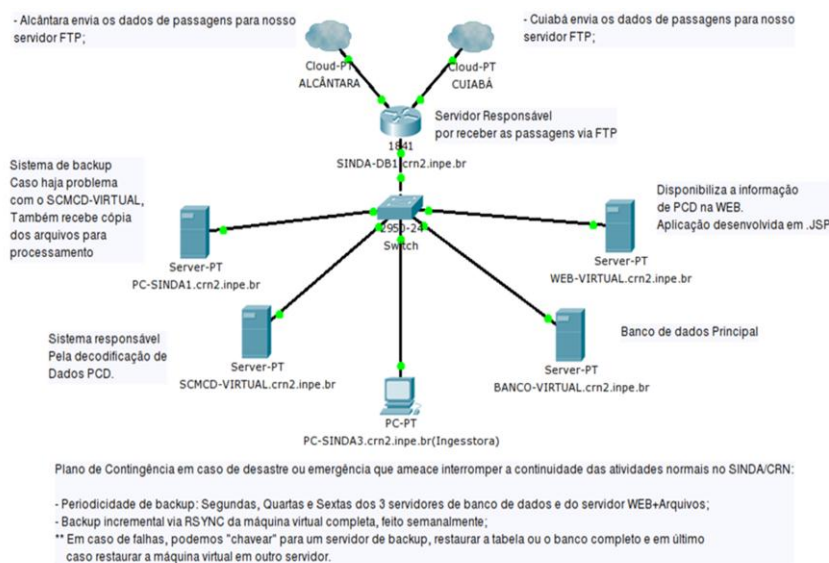 - Alcântara envia os dados de passagens para nosso
servidor FTP;
- Cuiabá envia os dados de passagens para nosso
servidor FTP;
Cloud-PT
ALCÂNTARA
Cloud-PT
CUIABÁ
Servidor Responsável
por receber as passagens via FTP
1841
SINDA-DB1.crn2.inpe.br
Sistema de backup
Caso haja problema
com o SCMCD-VIRTUAL,
Também recebe cópia
dos arquivos para
processamento
Disponibiliza a informação
de PCD na WEB.
Aplicação desenvolvida em .JSP
2950-24
Switch
Server-PT
PC-SINDA1.crn2.inpe.br
Server-PT
WEB-VIRTUAL.crn2.inpe.br
Sistema responsável
Pela decodificação de
Dados PCD.
Banco de dados Principal
Server-PT
SCMCD-VIRTUAL.crn2.inpe.br
Server-PT
BANCO-VIRTUAL.crn2.inpe.br
PC-PT
PC-SINDA3.crn2.inpe.br(Ingesstora)
Plano de Contingência em caso de desastre ou emergência que ameace interromper a continuidade das atividades normais no SINDA/CRN:
- Periodicidade de backup: Segundas, Quartas e Sextas dos 3 servidores de banco de dados e do servidor WEB+Arquivos;
- Backup incremental via RSYNC da máquina virtual completa, feito semanalmente;
** Em caso de falhas, podemos "chavear" para um servidor de backup, restaurar a tabela ou o banco completo e em último
caso restaurar a máquina virtual em outro servidor.